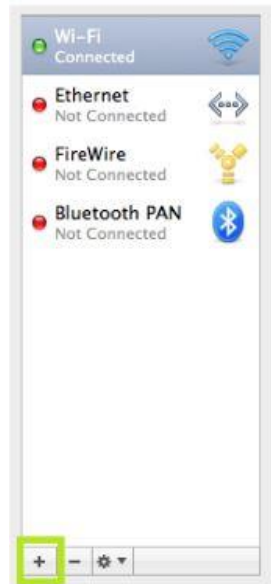 Wi-Fi
Connected
Ethernet
Not Connected
FireWire
Not Connected
Bluetooth PAN
Not Connected
+ −